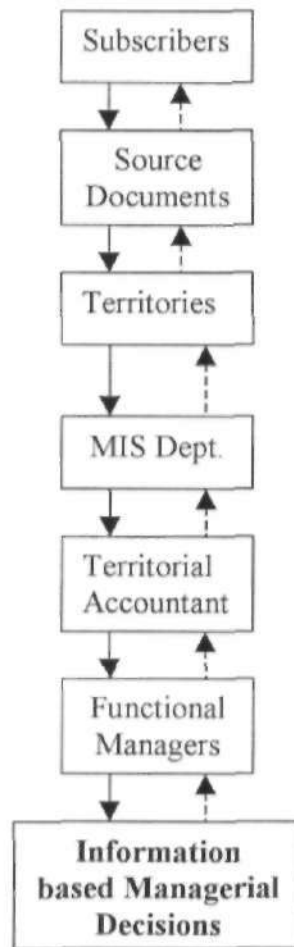 Subscribers
Source
Documents
Territories
MIS Dept.
Territorial
Accountant
Functional
Managers
Information
based Managerial
Decisions